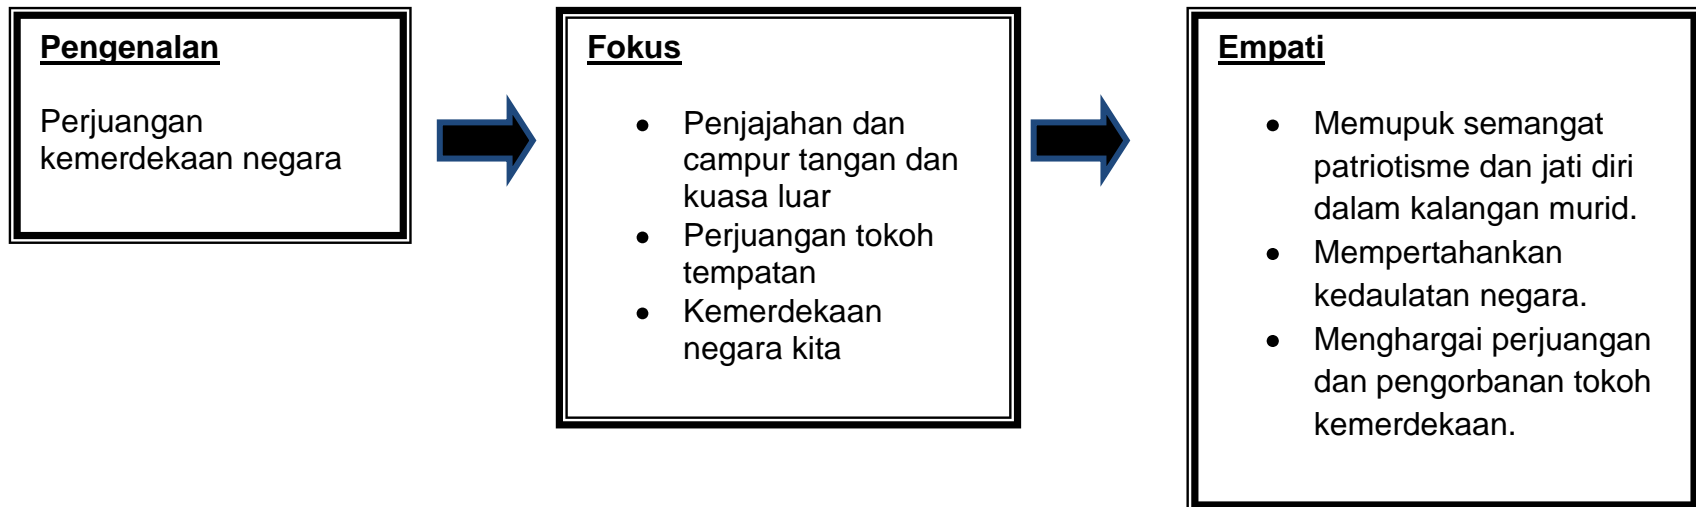 Pengenalan
Perjuangan
kemerdekaan negara
Fokus
• Penjajahan dan
campur tangan dan
kuasa luar
• Perjuangan tokoh
tempatan
• Kemerdekaan
negara kita
Empati
• Memupuk semangat
patriotisme dan jati diri
dalam kalangan murid.
• Mempertahankan
kedaulatan negara.
• Menghargai perjuangan
dan pengorbanan tokoh
kemerdekaan.